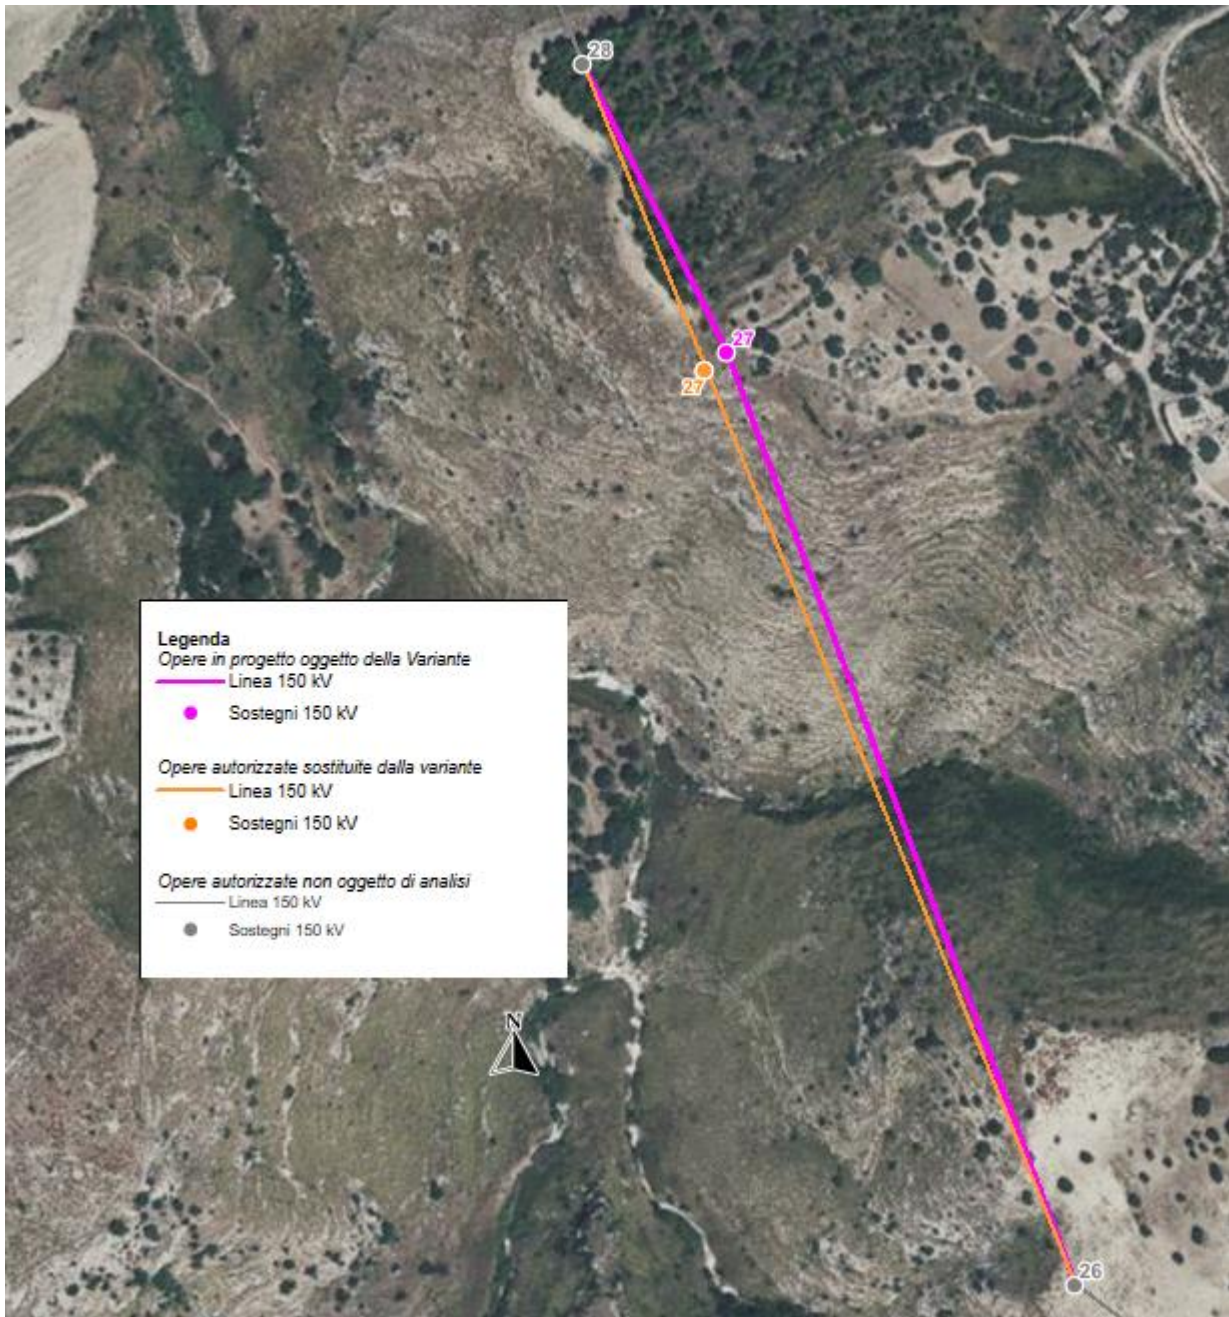 28
27
27
Legenda
Opere in progetto oggetto della Variante
Linea 150 kV
Sostegni 150 kV
Opere autorizzate sostituite dalla variante
Linea 150 kV
Sostegni 150 kV
Opere autorizzate non oggetto di analisi
Linea 150 kV
Sostegni 150 kV
N
26